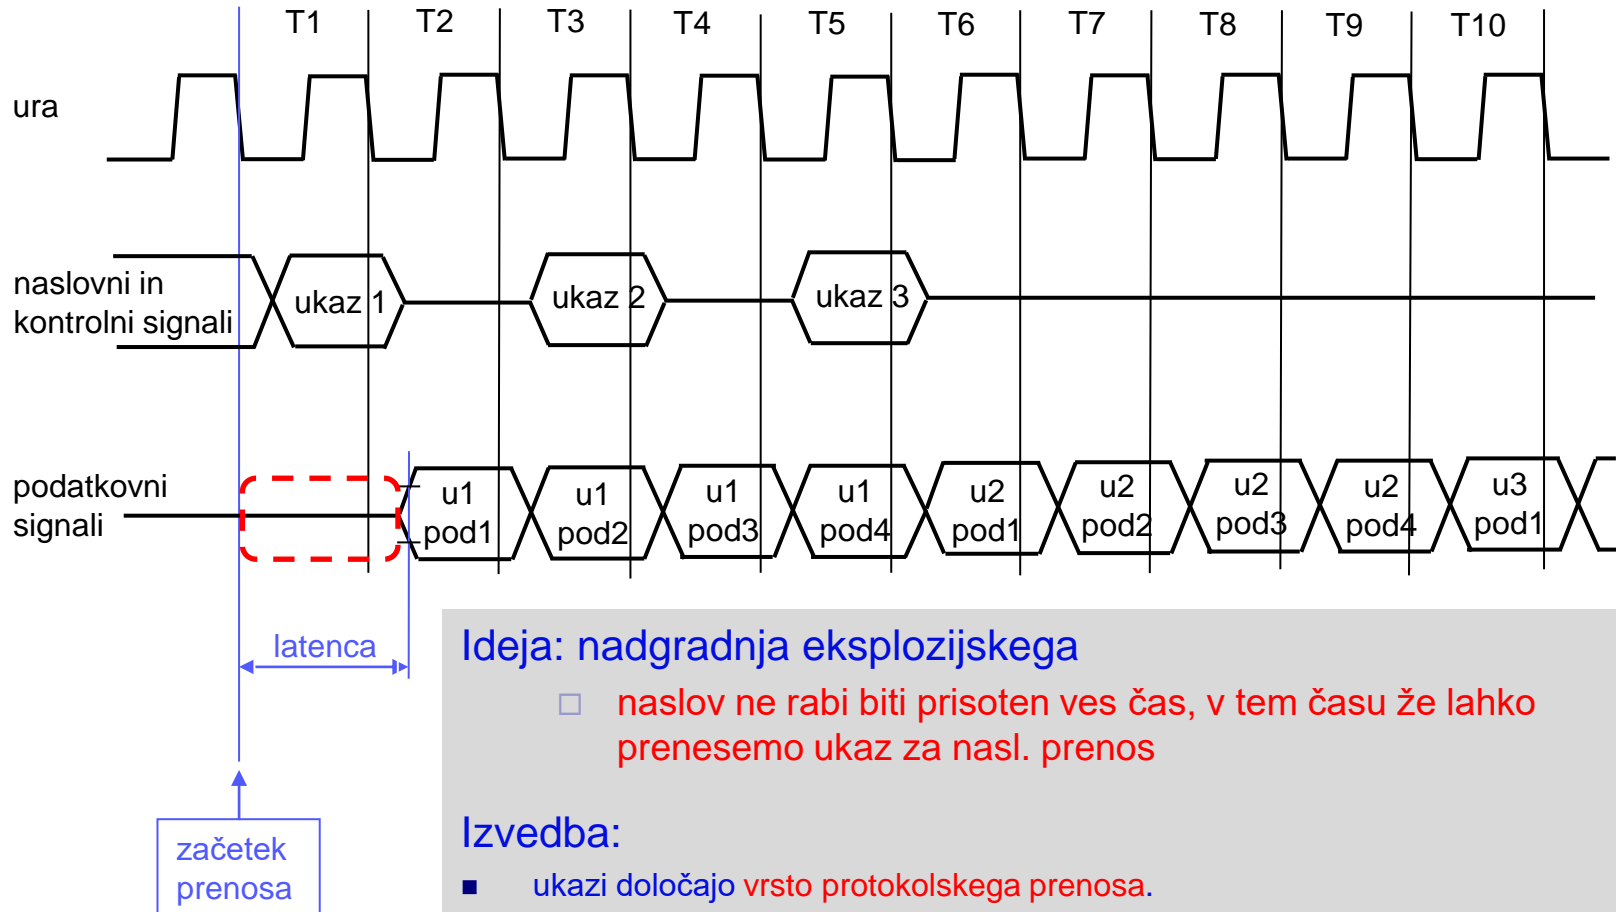 T1 T2 T3 T4 T5 T6 T7 T8 T9 T10
ura
naslovni in
kontrolni signali
ukaz 1 ukaz 2 ukaz 3
podatkovni
signali
u1 u1 u1 u1 u2 u2 u2 u2 u3
pod1 pod2 pod3 pod4 pod1 pod2 pod3 pod4 pod1
latenca
začetek
prenosa
Ideja: nadgradnja eksplozijskega
naslov ne rabi biti prisoten ves čas, v tem času že lahko
prenesemo ukaz za nasl. prenos
Izvedba:
ukazi določajo vrsto protokolskega prenosa.